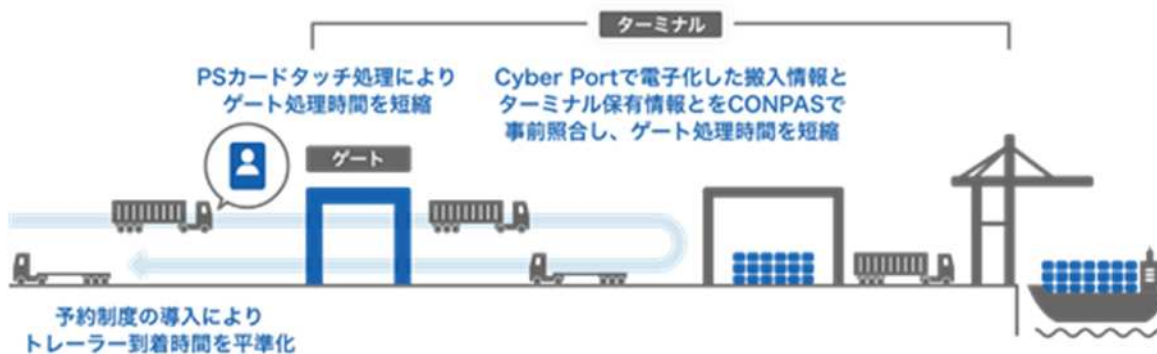 ターミナル
PSカードタッチ処理により
ゲート処理時間を短縮
Cyber Portで電子化した搬入情報と
ターミナル保有情報とをCONPASで
事前照合し、ゲート処理時間を短縮
ゲート
予約制度の導入により
トレーラー到着時間を平準化